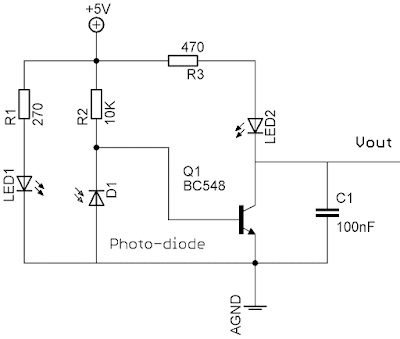 +5V
470
R3
R1
270
R2
10K
LED2
Vout
LED1
D1
Q1
BC548
C1
100nF
Photo-diode
AGND